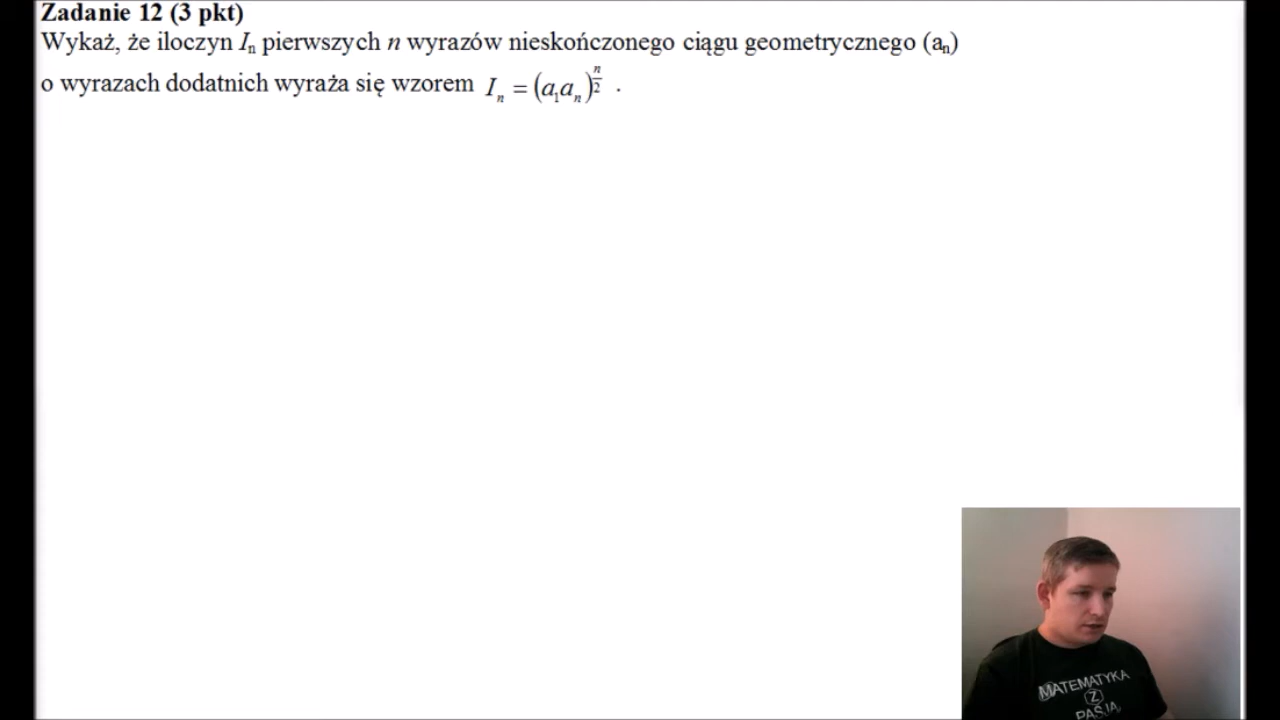 Zadanie 12 (3 pkt)
Wykaż, że iloczyn Iₙ pierwszych n wyrazów nieskończonego ciągu geometrycznego (aₙ)
o wyrazach dodatnich wyraża się wzorem Iₙ = (a₁aₙ)^(n/2) .
MATEMATYKA
Z
PASJĄ